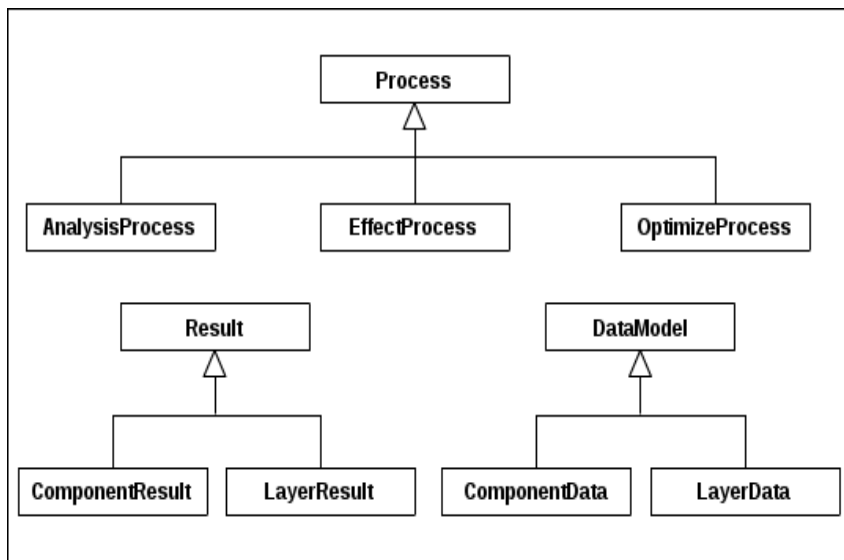 Process
AnalysisProcess
EffectProcess
OptimizeProcess
Result
DataModel
ComponentResult
LayerResult
ComponentData
LayerData